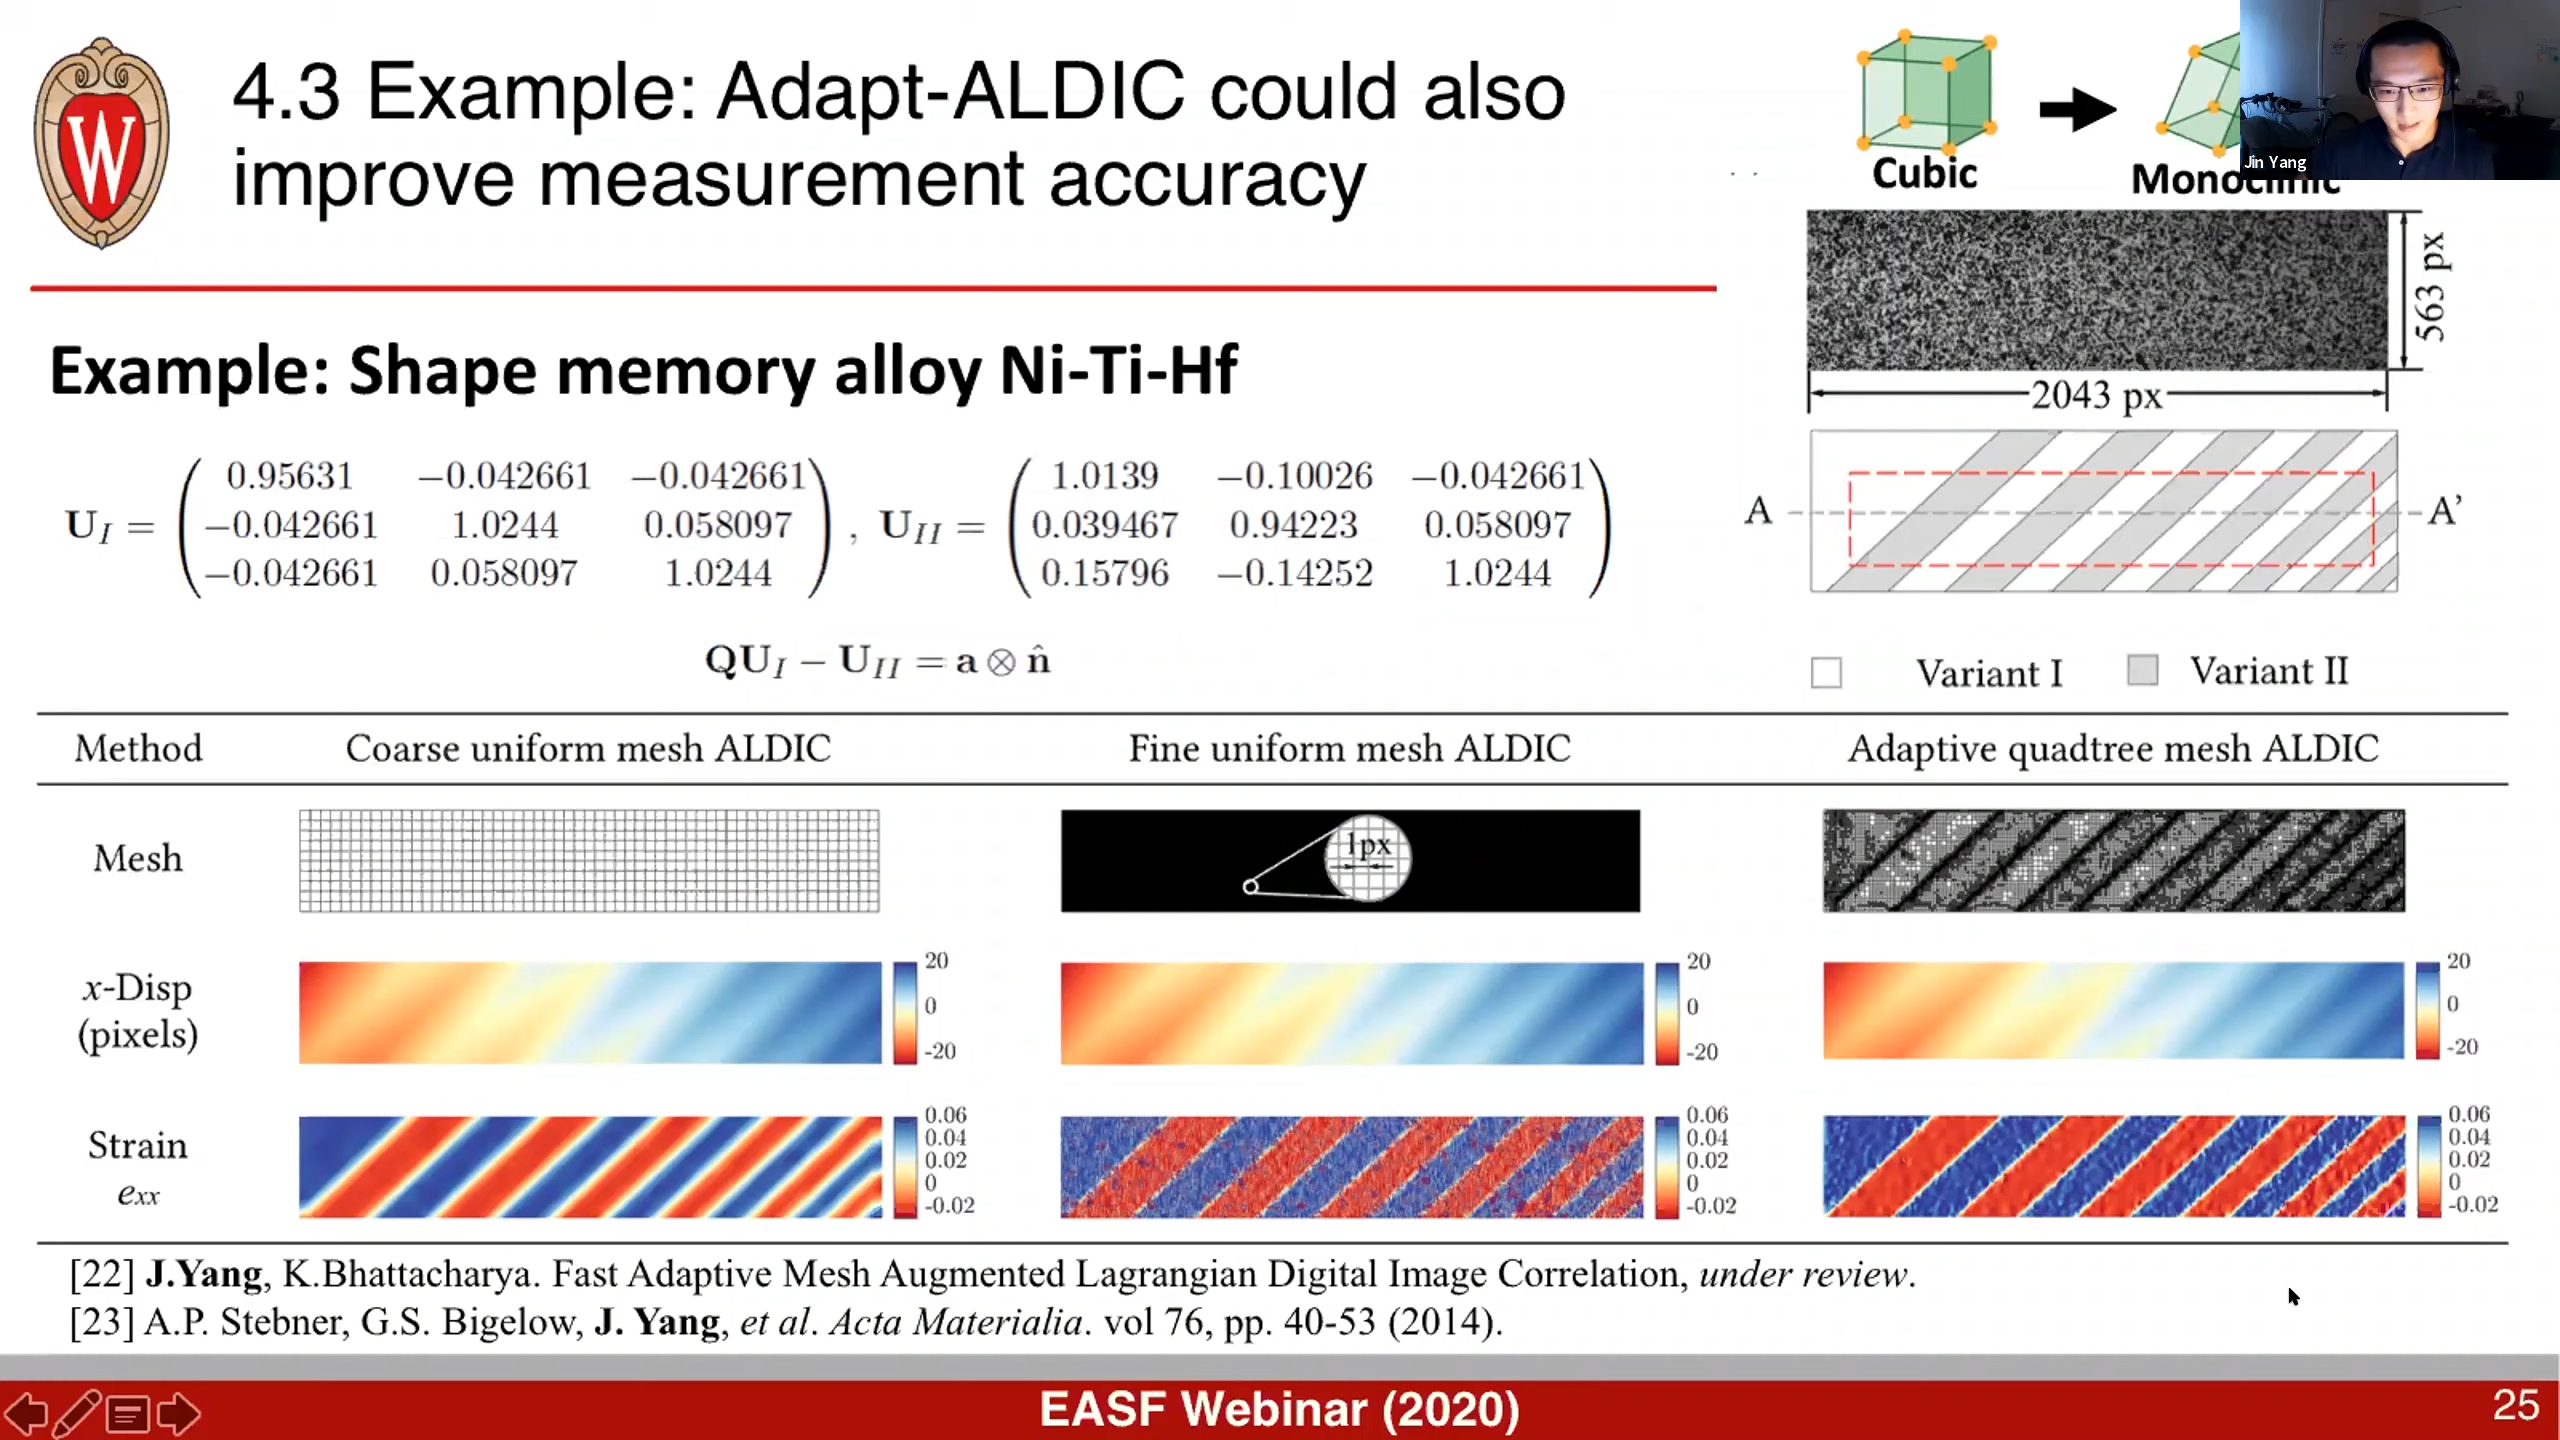 W
4.3 Example: Adapt-ALDIC could also
improve measurement accuracy
Cubic
Monoclinic
Jin Yang
563 px
2043 px
Example: Shape memory alloy Ni-Ti-Hf
U_I = ( 0.95631 −0.042661 −0.042661
−0.042661 1.0244 0.058097
−0.042661 0.058097 1.0244 ) , U_II = ( 1.0139 −0.10026 −0.042661
0.039467 0.94223 0.058097
0.15796 −0.14252 1.0244 )
QU_I − U_II = a ⊗ n̂
A A’
Variant I Variant II
Method Coarse uniform mesh ALDIC Fine uniform mesh ALDIC Adaptive quadtree mesh ALDIC
Mesh
1px
x-Disp
(pixels)
20
0
-20
20
0
-20
20
0
-20
Strain
exx
0.06
0.04
0.02
0
-0.02
0.06
0.04
0.02
0
-0.02
0.06
0.04
0.02
0
-0.02
[22] J.Yang, K.Bhattacharya. Fast Adaptive Mesh Augmented Lagrangian Digital Image Correlation, under review.
[23] A.P. Stebner, G.S. Bigelow, J. Yang, et al. Acta Materialia. vol 76, pp. 40-53 (2014).
EASF Webinar (2020)
25